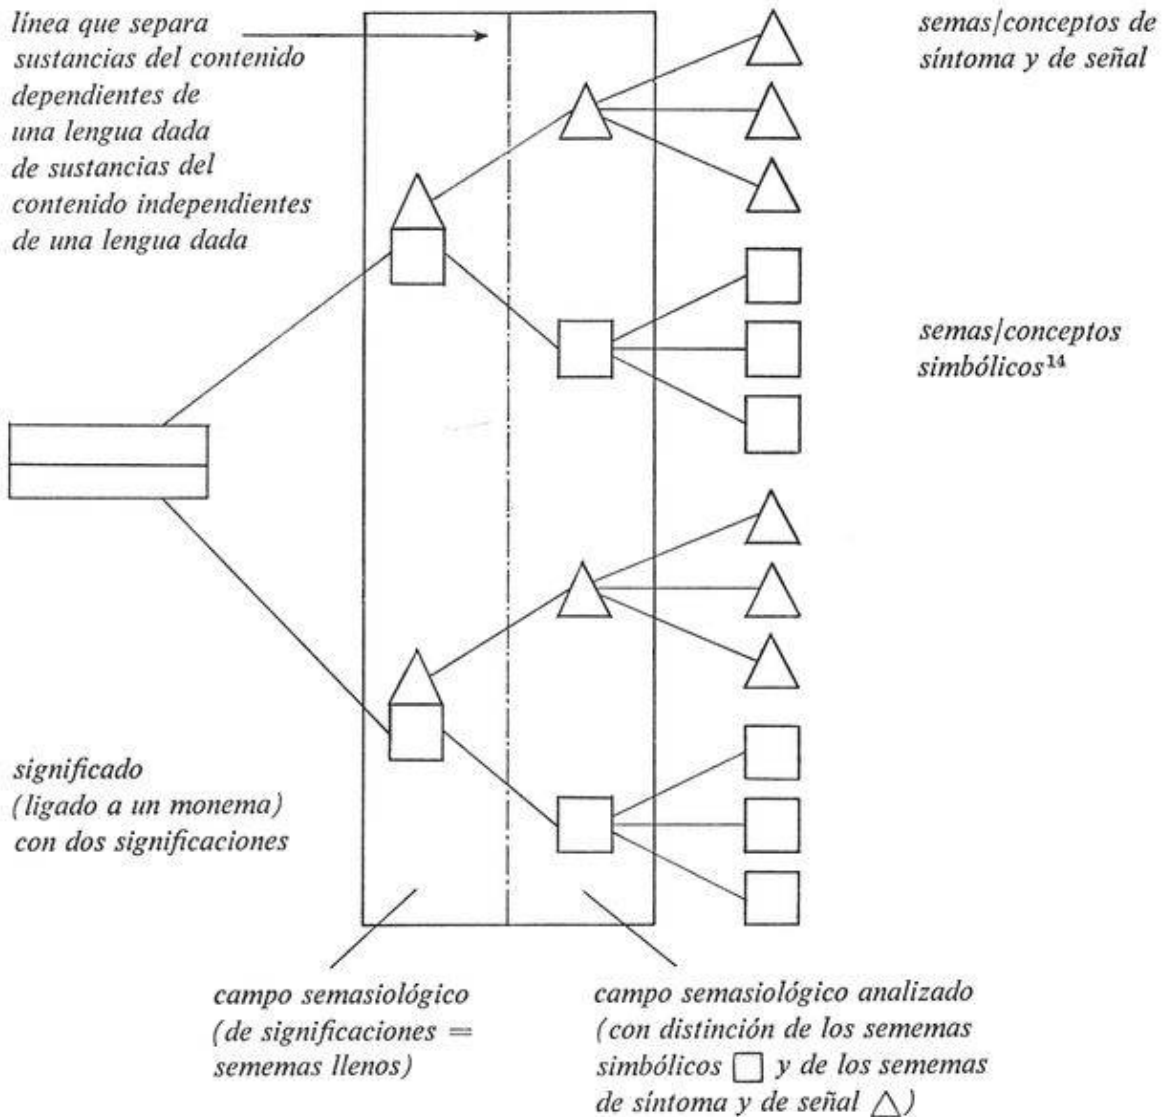 línea que separa
sustancias del contenido
dependientes de
una lengua dada
de sustancias del
contenido independientes
de una lengua dada
semas/conceptos de
síntoma y de señal
semas/conceptos
simbólicos¹⁴
significado
(ligado a un monema)
con dos significaciones
campo semasiológico
(de significaciones =
sememas llenos)
campo semasiológico analizado
(con distinción de los sememas
simbólicos □ y de los sememas
de síntoma y de señal △)